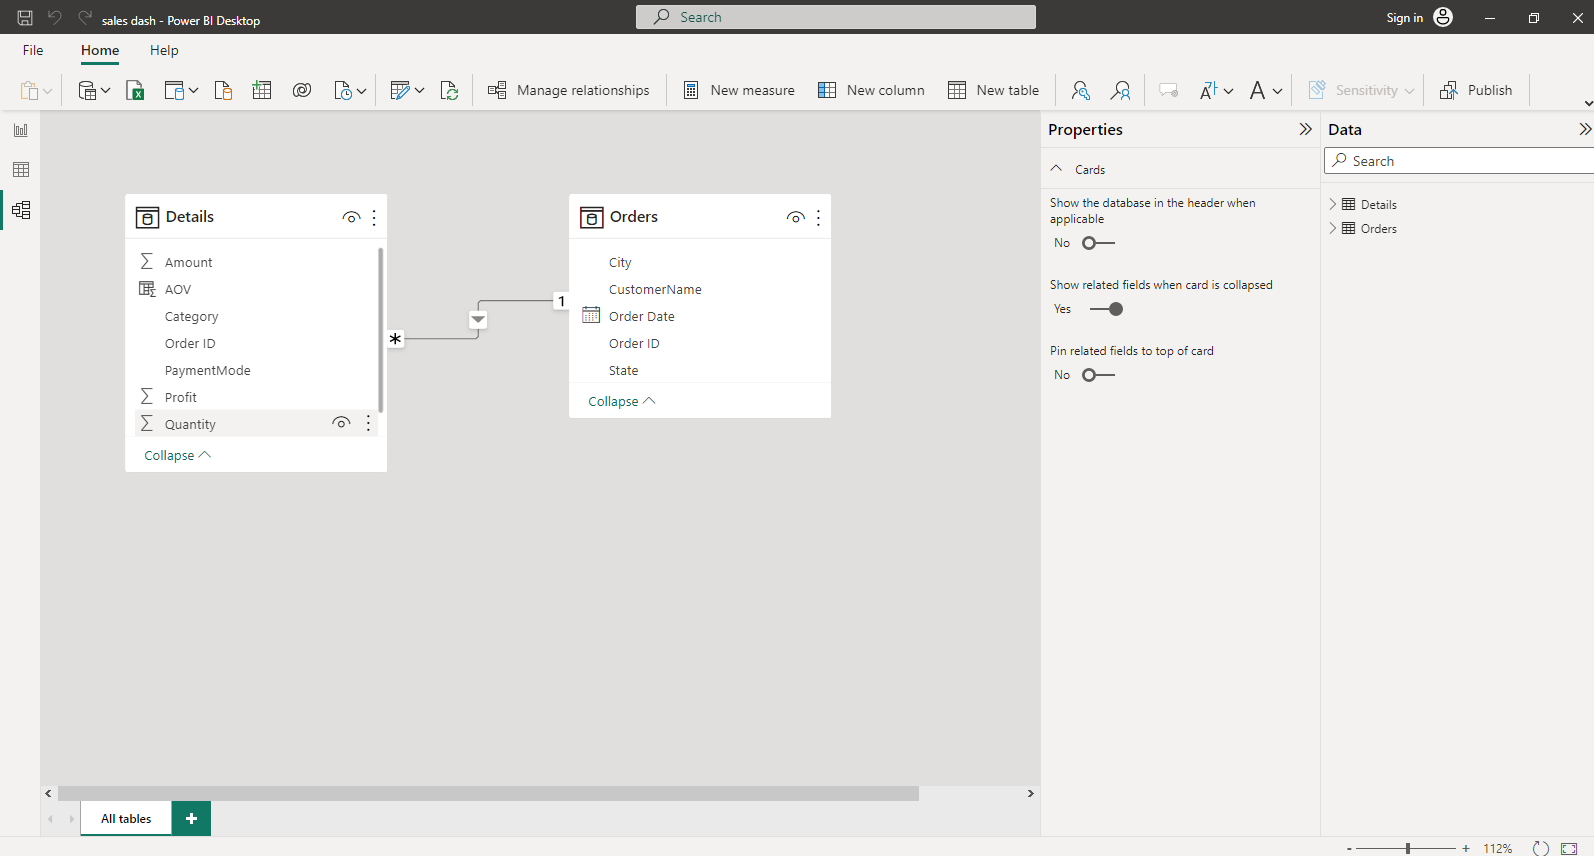 sales dash - Power BI Desktop
Search
Sign in
File Home Help
Manage relationships New measure New column New table Sensitivity Publish
Details
Amount
AOV
Category
Order ID
PaymentMode
Profit
Quantity
Collapse
*
1
Orders
City
CustomerName
Order Date
Order ID
State
Collapse
Properties
Cards
Show the database in the header when
applicable
No
Show related fields when card is collapsed
Yes
Pin related fields to top of card
No
Data
Search
Details
Orders
All tables
+
- + 112%